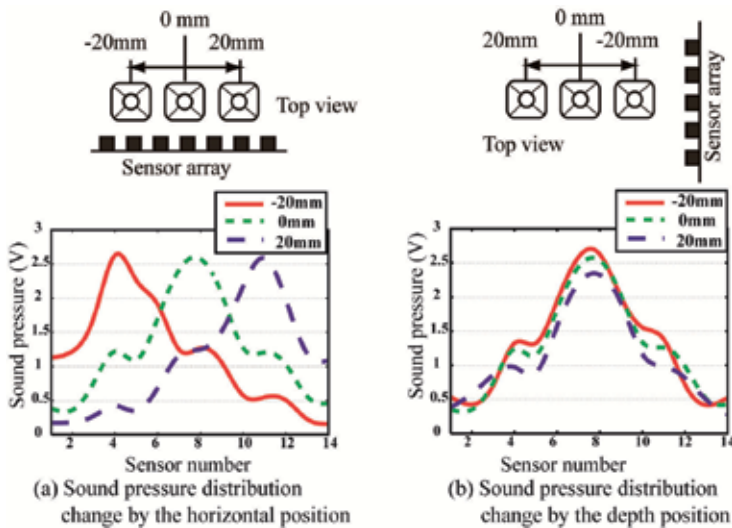 0 mm
-20mm 20mm
Top view
Sensor array
-20mm
0mm
20mm
3
2.5
2
1.5
1
0.5
0
Sound pressure (V)
2 4 6 8 10 12 14
Sensor number
(a) Sound pressure distribution
change by the horizontal position
0 mm
20mm -20mm
Top view
Sensor array
-20mm
0mm
20mm
3
2.5
2
1.5
1
0.5
0
Sound pressure (V)
2 4 6 8 10 12 14
Sensor number
(b) Sound pressure distribution
change by the depth position